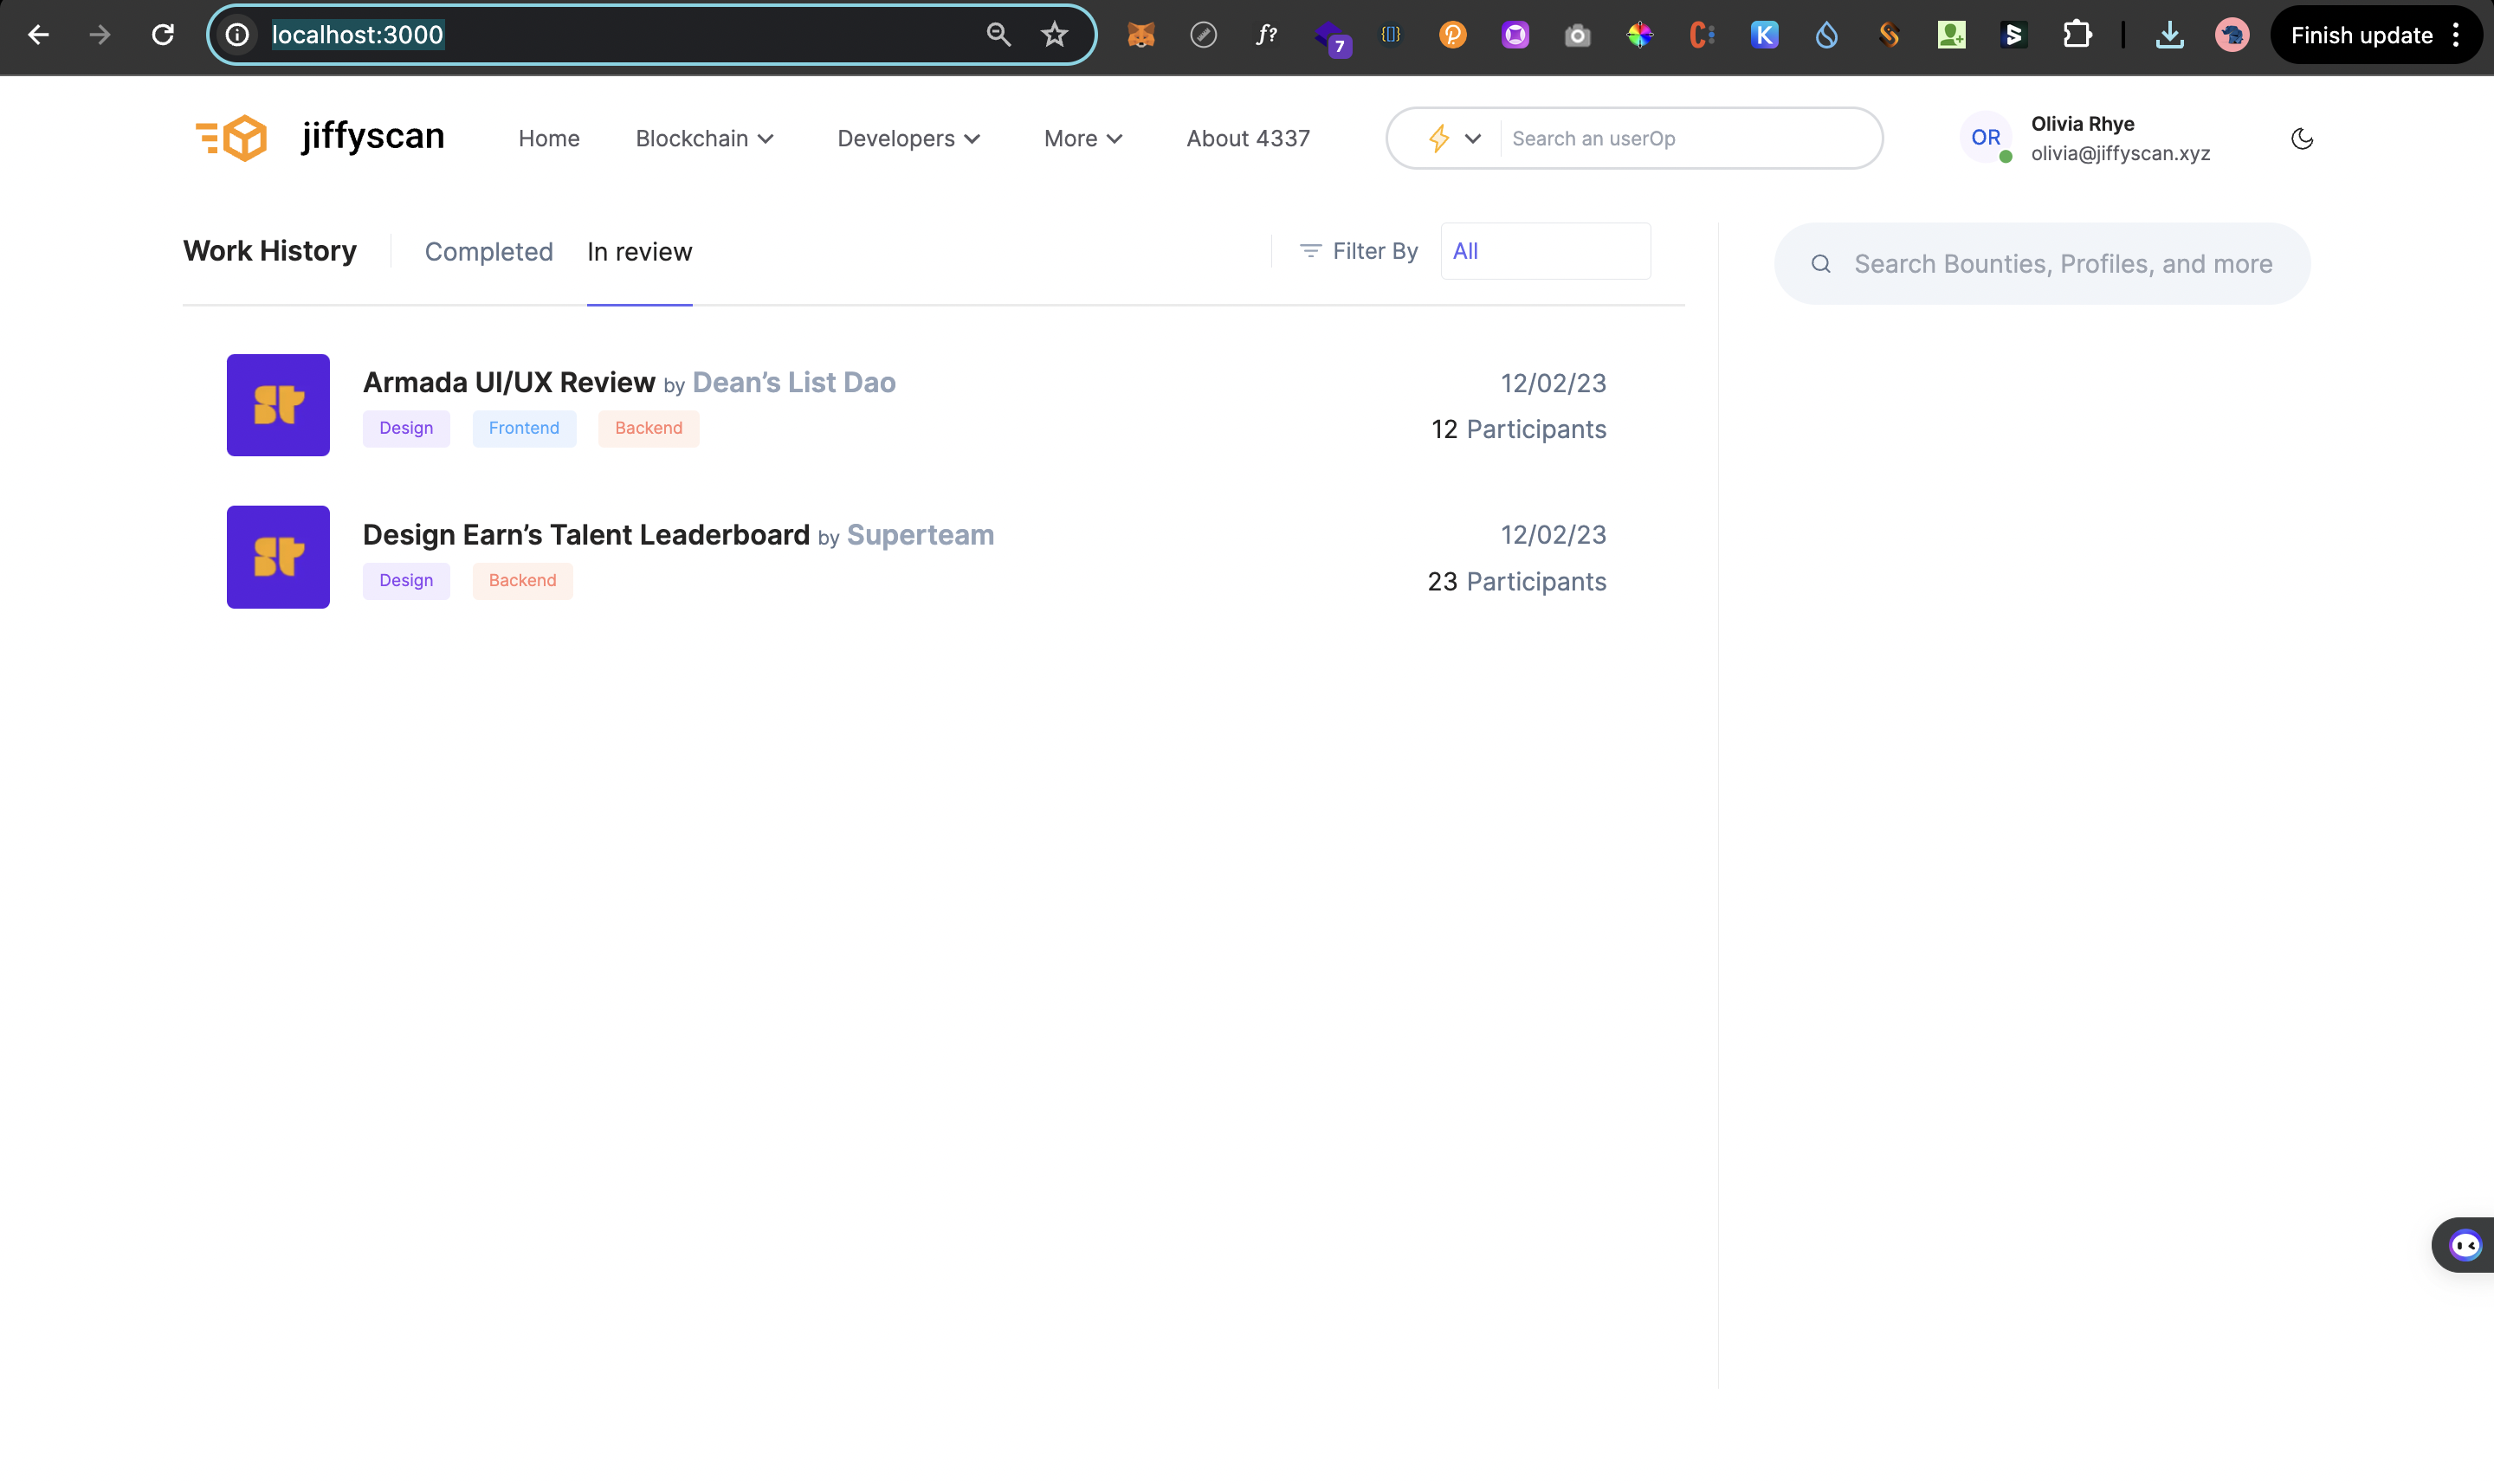 localhost:3000
7
Finish update
jiffyscan
Home
Blockchain
Developers
More
About 4337
Search an userOp
OR
Olivia Rhye
olivia@jiffyscan.xyz
Work History
Completed
In review
Filter By
All
Search Bounties, Profiles, and more
Armada UI/UX Review by Dean’s List Dao
12/02/23
Design
Frontend
Backend
12 Participants
Design Earn’s Talent Leaderboard by Superteam
12/02/23
Design
Backend
23 Participants